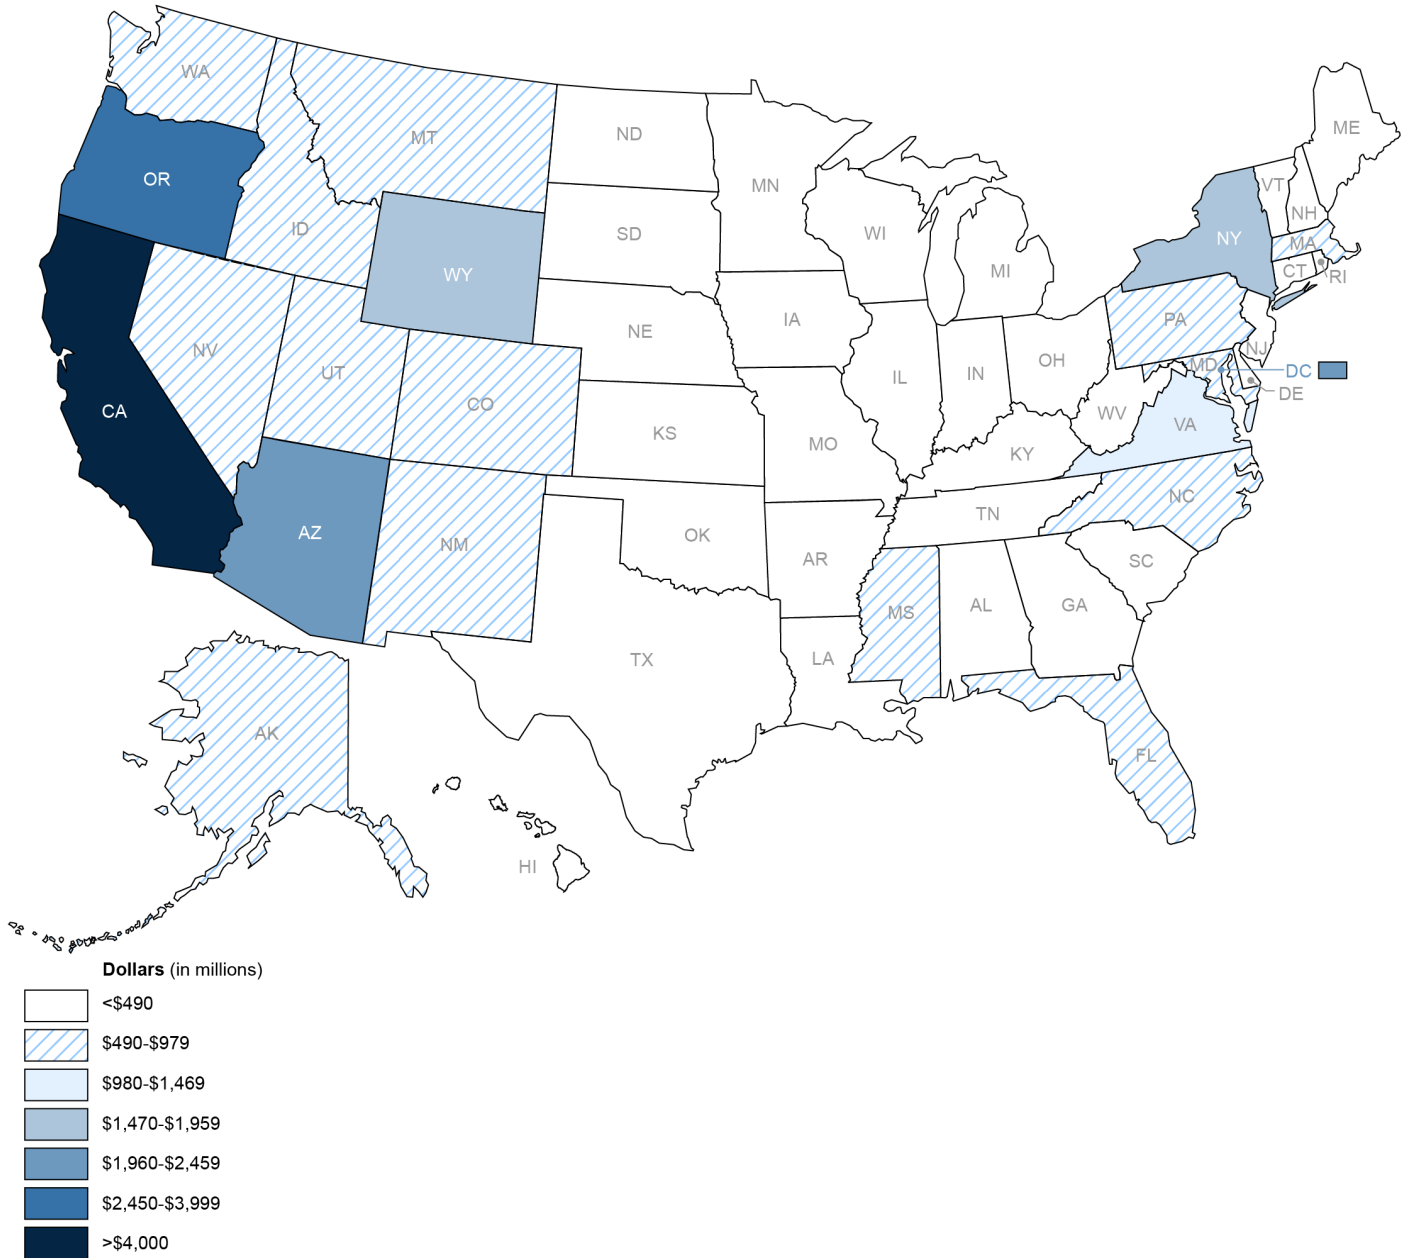 WA
MT
ND
MN
ME
OR
ID
SD
WI
MI
VT
NH
NY
MA
CT
RI
WY
NE
IA
PA
NJ
NV
UT
CO
IL
IN
OH
MD
DC
DE
CA
KS
MO
KY
WV
VA
AZ
NM
OK
AR
TN
NC
SC
MS
AL
GA
TX
LA
AK
FL
HI
Dollars (in millions)
<$490
$490-$979
$980-$1,469
$1,470-$1,959
$1,960-$2,459
$2,450-$3,999
>$4,000